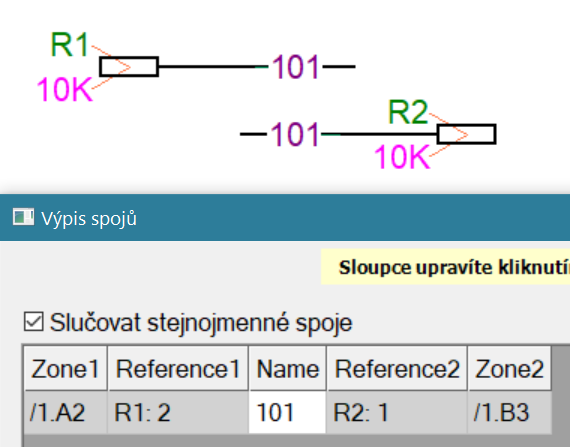 R1
101
10K
R2
101
10K
Výpis spojů
Sloupce upravíte kliknutí
Slučovat stejnojmenné spoje
Zone1 Reference1 Name Reference2 Zone2
/1.A2 R1: 2 101 R2: 1 /1.B3